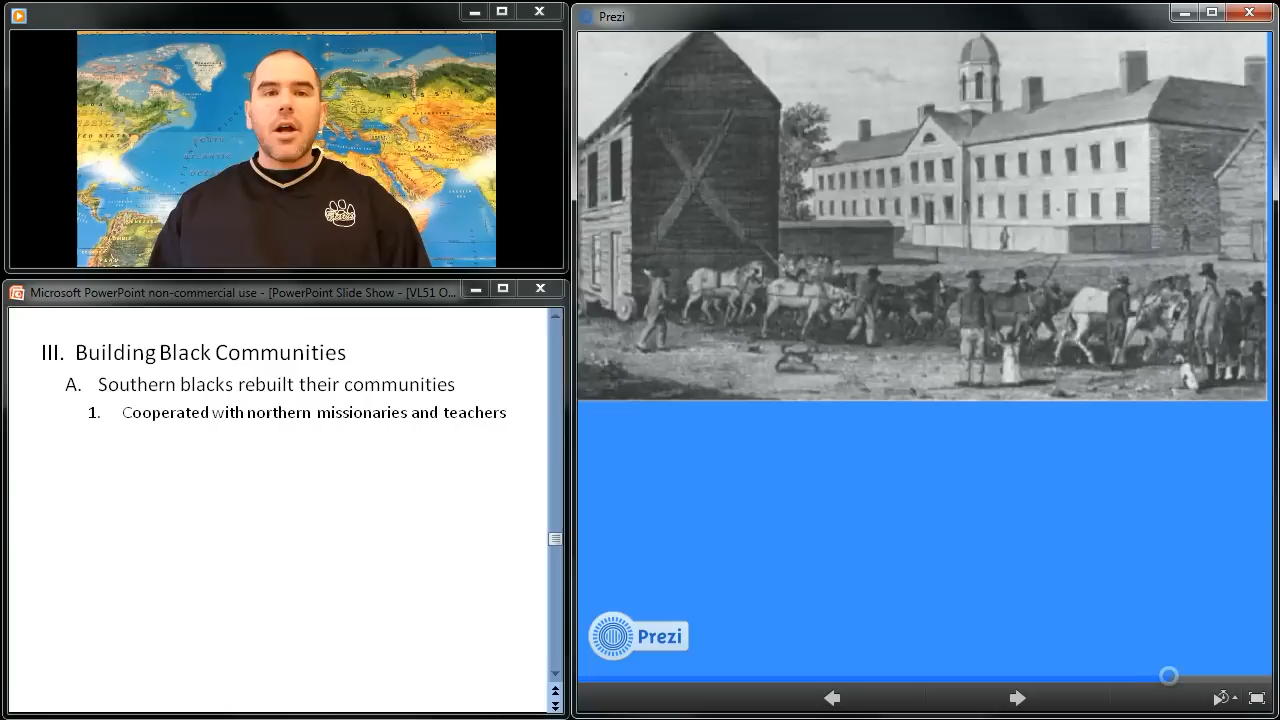 Prezi
Microsoft PowerPoint non-commercial use - [PowerPoint Slide Show - [VL51 O...
III. Building Black Communities
A. Southern blacks rebuilt their communities
1. Cooperated with northern missionaries and teachers
Prezi